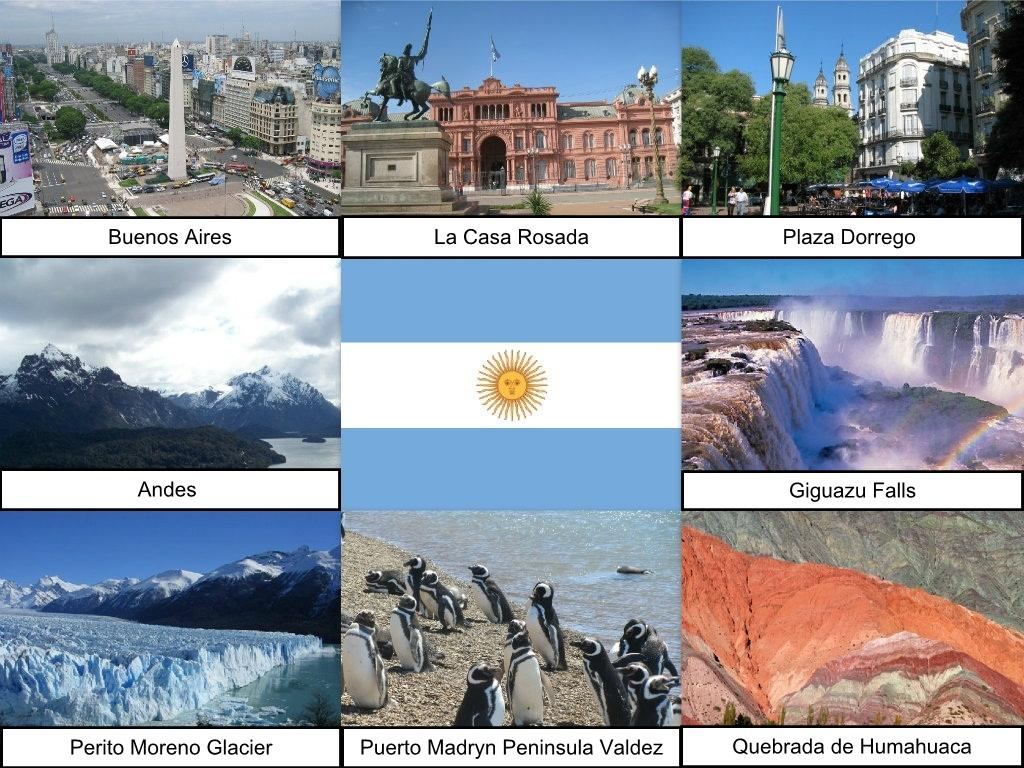 Buenos Aires
La Casa Rosada
Plaza Dorrego
Andes
Giguazu Falls
Perito Moreno Glacier
Puerto Madryn Peninsula Valdez
Quebrada de Humahuaca